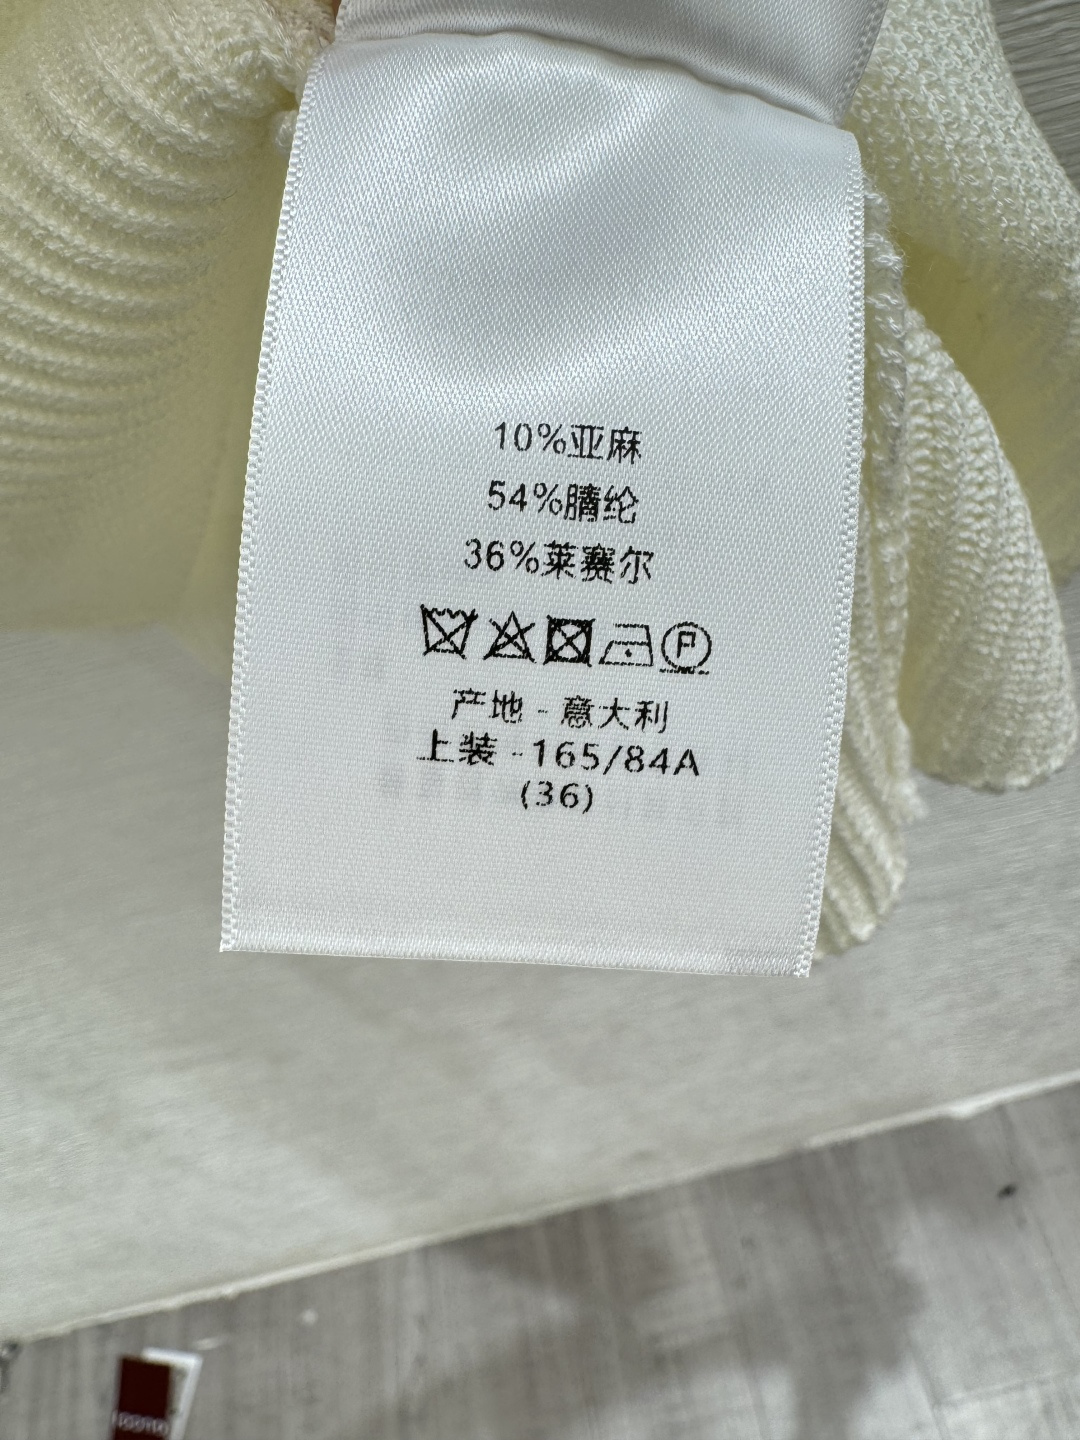 10%亚麻
54%腈纶
36%莱赛尔
P
产地 - 意大利
上装 - 165/84A
(36)